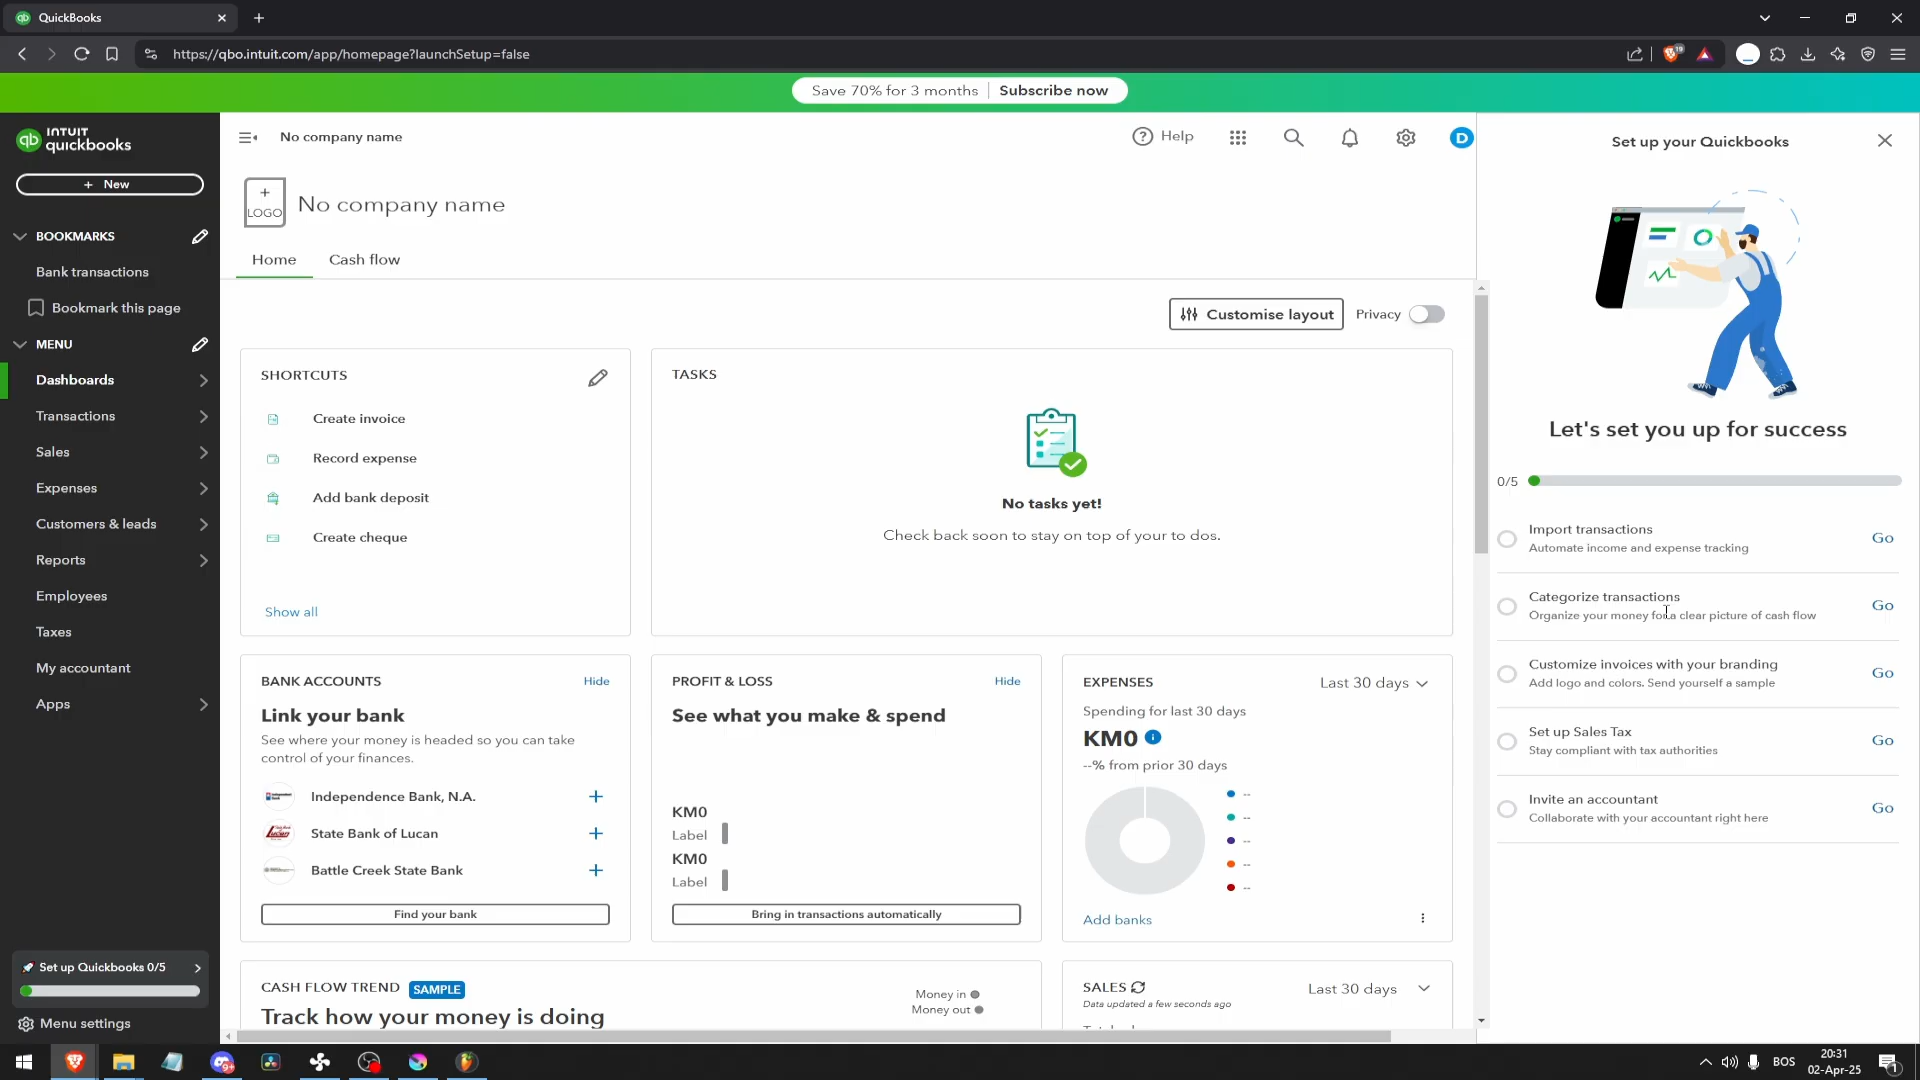 QuickBooks
https://qbo.intuit.com/app/homepage?launchSetup=false
19
Save 70% for 3 months
Subscribe now
INTUIT
quickbooks
+ New
BOOKMARKS
Bank transactions
Bookmark this page
MENU
Dashboards
Transactions
Sales
Expenses
Customers & leads
Reports
Employees
Taxes
My accountant
Apps
Set up Quickbooks 0/5
Menu settings
No company name
Help
D
+
LOGO
No company name
Home
Cash flow
Customise layout
Privacy
SHORTCUTS
Create invoice
Record expense
Add bank deposit
Create cheque
Show all
TASKS
No tasks yet!
Check back soon to stay on top of your to dos.
BANK ACCOUNTS
Hide
Link your bank
See where your money is headed so you can take
control of your finances.
Independence Bank, N.A.
State Bank of Lucan
Battle Creek State Bank
Find your bank
PROFIT & LOSS
Hide
See what you make & spend
KM0
Label
KM0
Label
Bring in transactions automatically
EXPENSES
Last 30 days
Spending for last 30 days
KM0
--% from prior 30 days
--
--
--
--
--
Add banks
CASH FLOW TREND
SAMPLE
Track how your money is doing
Money in
Money out
SALES
Data updated a few seconds ago
Last 30 days
Set up your Quickbooks
Let's set you up for success
0/5
Import transactions
Automate income and expense tracking
Go
Categorize transactions
Organize your money for a clear picture of cash flow
Go
Customize invoices with your branding
Add logo and colors. Send yourself a sample
Go
Set up Sales Tax
Stay compliant with tax authorities
Go
Invite an accountant
Collaborate with your accountant right here
Go
9+
BOS
20:31
02-Apr-25
1